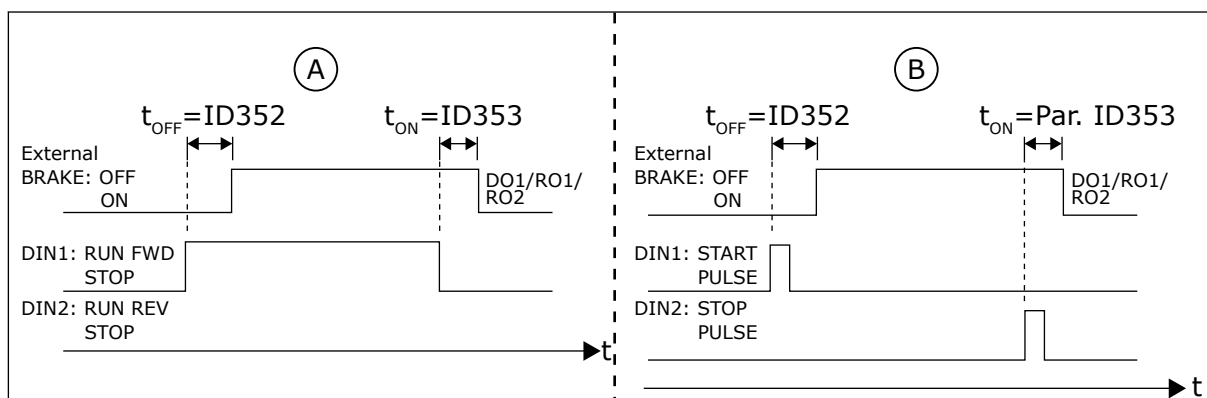 A
t_OFF=ID352
t_ON=ID353
External
BRAKE: OFF
ON
DO1/RO1/
RO2
DIN1: RUN FWD
STOP
DIN2: RUN REV
STOP
t
B
t_OFF=ID352
t_ON=Par. ID353
External
BRAKE: OFF
ON
DO1/RO1/
RO2
DIN1: START
PULSE
DIN2: STOP
PULSE
t